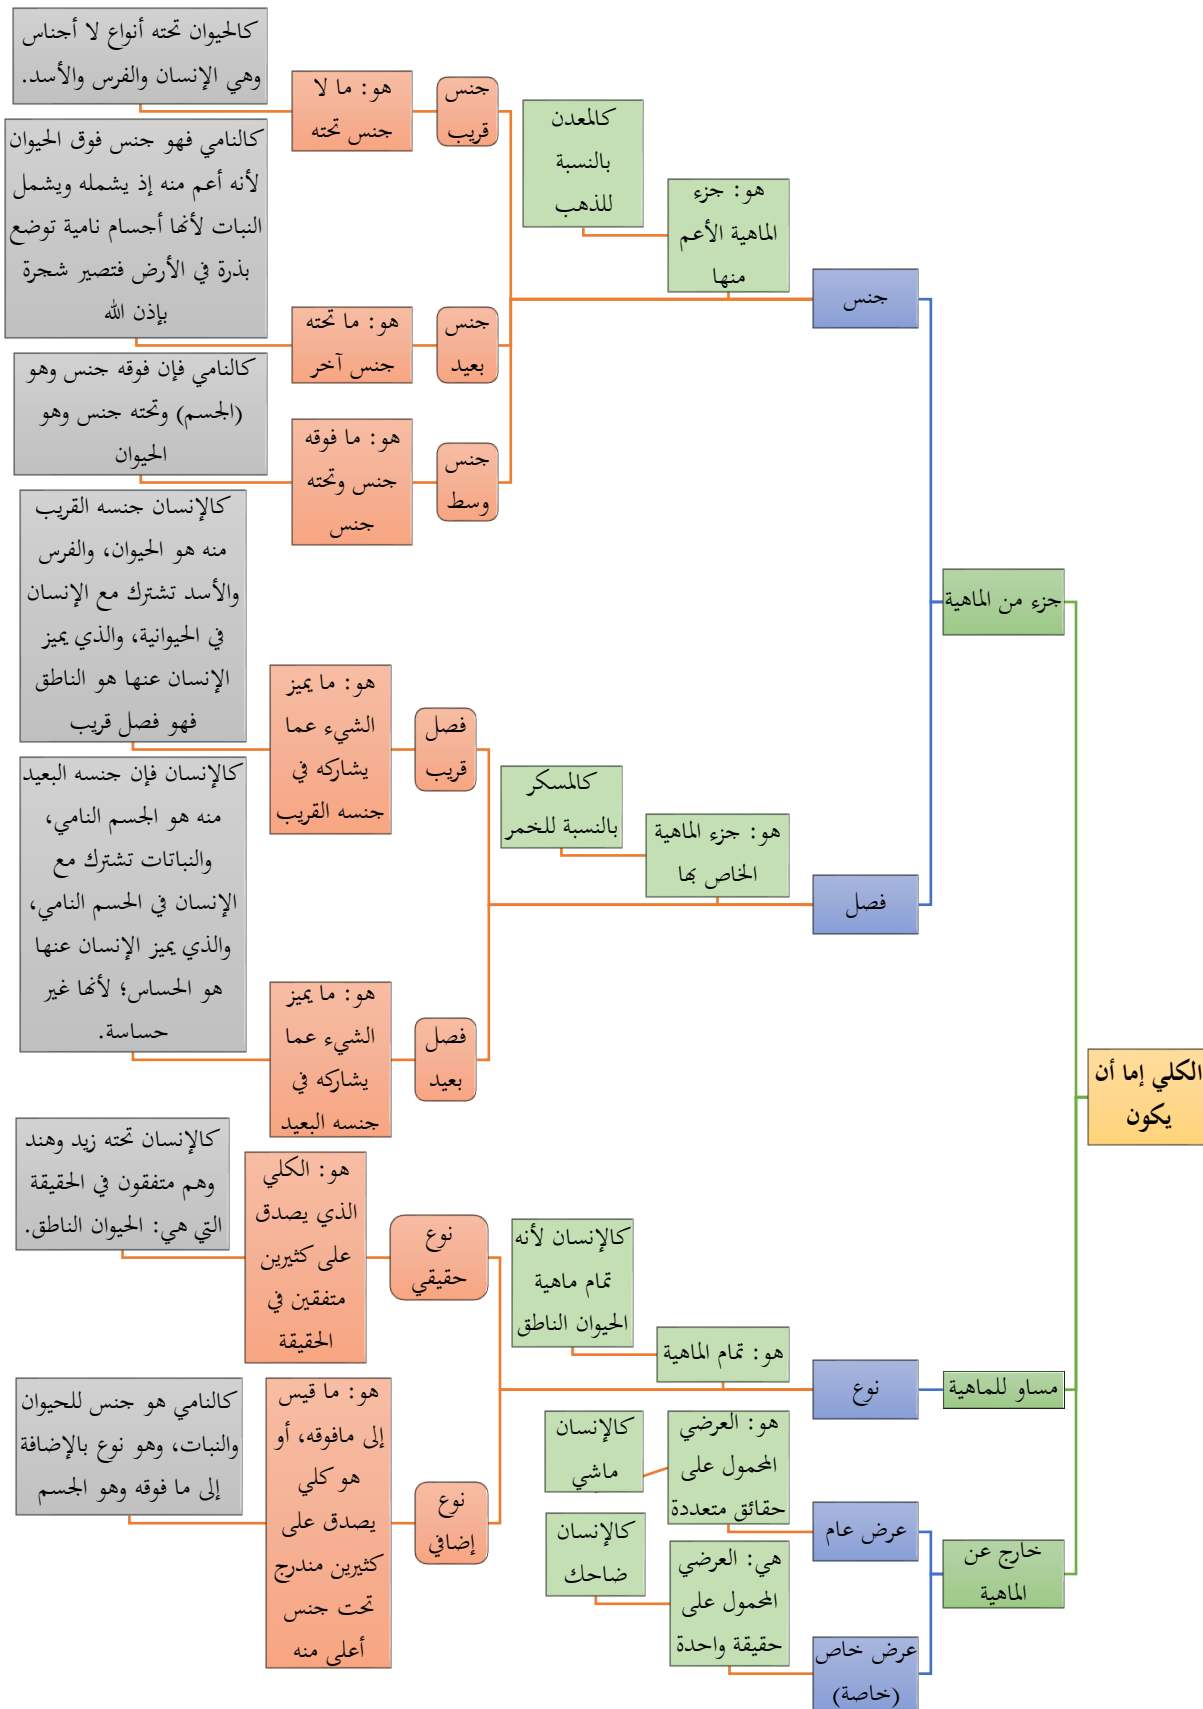 الكلي إما أن
يكون
جزء من الماهية
جنس
هو: جزء
الماهية الأعم
منها
كالمعدن
بالنسبة
للذهب
جنس
قريب
هو: ما لا
جنس تحته
كالحيوان تحته أنواع لا أجناس
وهي الإنسان والفرس والأسد.
جنس
بعيد
هو: ما تحته
جنس آخر
كالنامي فهو جنس فوق الحيوان
لأنه أعم منه إذ يشمله ويشمل
النبات لأنها أجسام نامية توضع
بذرة في الأرض فتصير شجرة
بإذن الله
جنس
وسط
هو: ما فوقه
جنس وتحته
جنس
كالنامي فإن فوقه جنس وهو
(الجسم) وتحته جنس وهو
الحيوان
فصل
هو: جزء الماهية
الخاص بها
كالمسكر
بالنسبة للخمر
فصل
قريب
هو: ما يميز
الشيء عما
يشاركه في
جنسه القريب
كالإنسان جنسه القريب
منه هو الحيوان، والفرس
والأسد تشترك مع الإنسان
في الحيوانية، والذي يميز
الإنسان عنها هو الناطق
فهو فصل قريب
فصل
بعيد
هو: ما يميز
الشيء عما
يشاركه في
جنسه البعيد
كالإنسان فإن جنسه البعيد
منه هو الجسم النامي،
والنباتات تشترك مع
الإنسان في الجسم النامي،
والذي يميز الإنسان عنها
هو الحساس؛ لأنها غير
حساسة.
مساو للماهية
نوع
هو: تمام الماهية
كالإنسان لأنه
تمام ماهية
الحيوان الناطق
نوع
حقيقي
هو: الكلي
الذي يصدق
على كثيرين
متفقين في
الحقيقة
كالإنسان تحته زيد وهند
وهم متفقون في الحقيقة
التي هي: الحيوان الناطق.
نوع
إضافي
هو: ما قيس
إلى مافوقه، أو
هو كلي
يصدق على
كثيرين مندرج
تحت جنس
أعلى منه
كالنامي هو جنس للحيوان
والنبات، وهو نوع بالإضافة
إلى ما فوقه وهو الجسم
خارج عن
الماهية
عرض عام
هو: العرضي
المحمول على
حقائق متعددة
كالإنسان
ماشي
عرض خاص
(خاصة)
هي: العرضي
المحمول على
حقيقة واحدة
كالإنسان
ضاحك